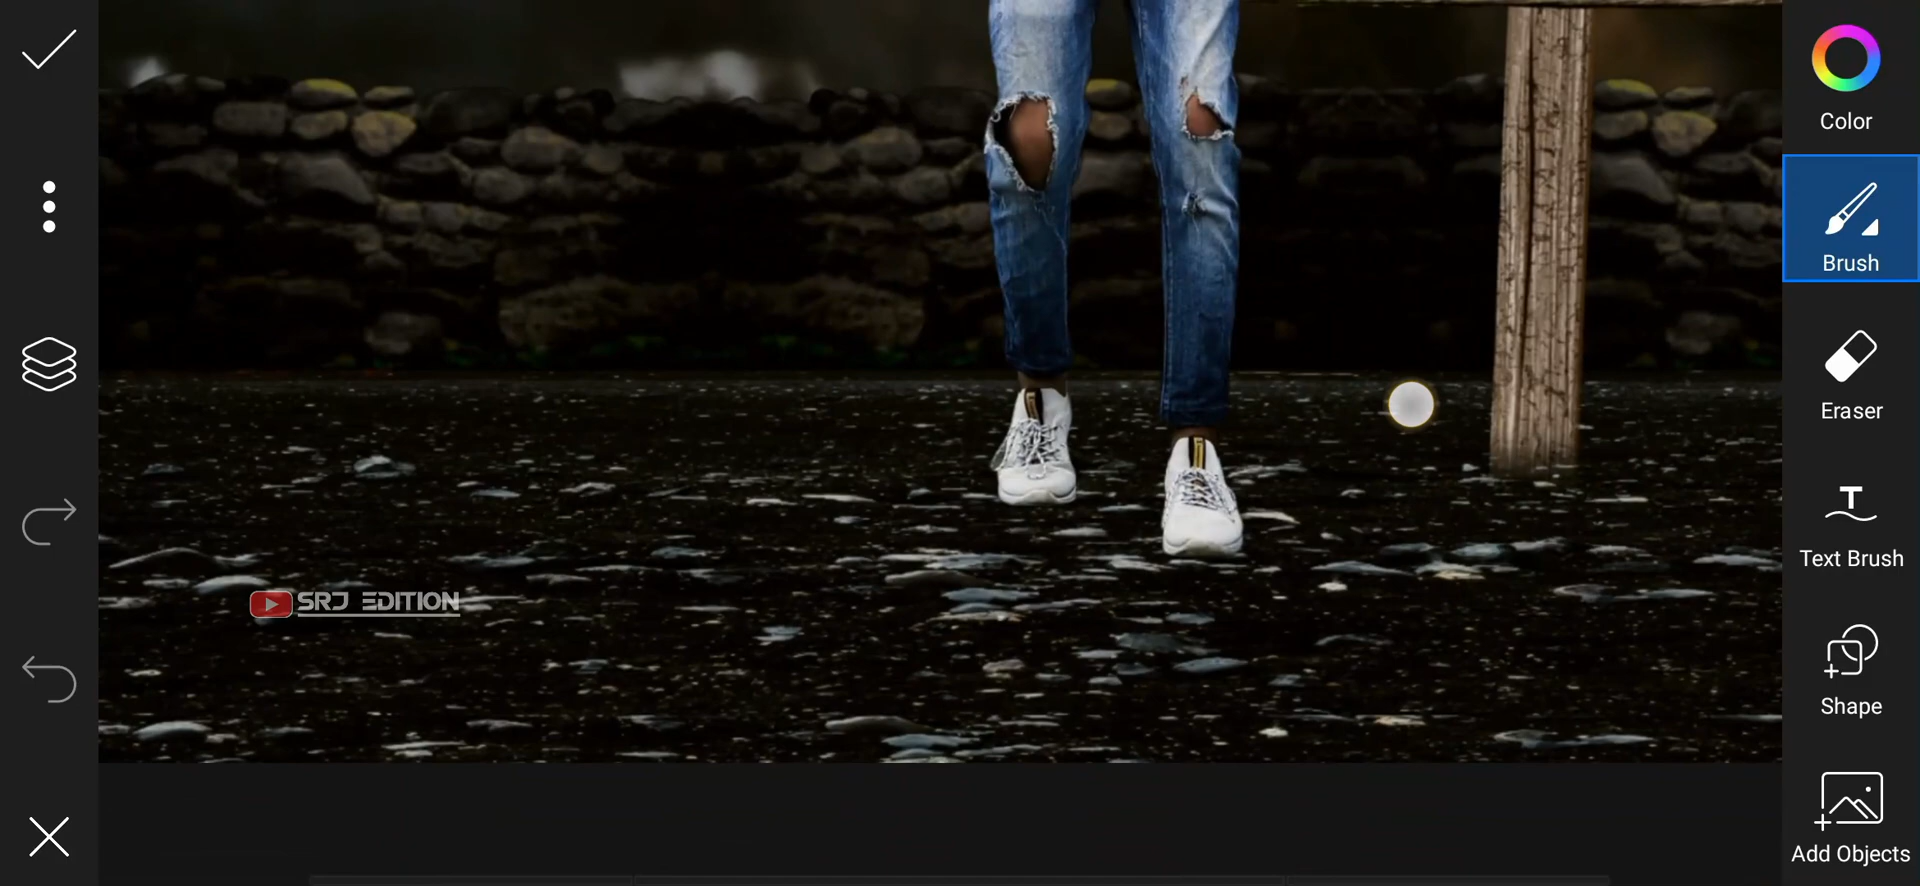 Color
Brush
Eraser
Text Brush
Shape
Add Objects
SRJ EDITION